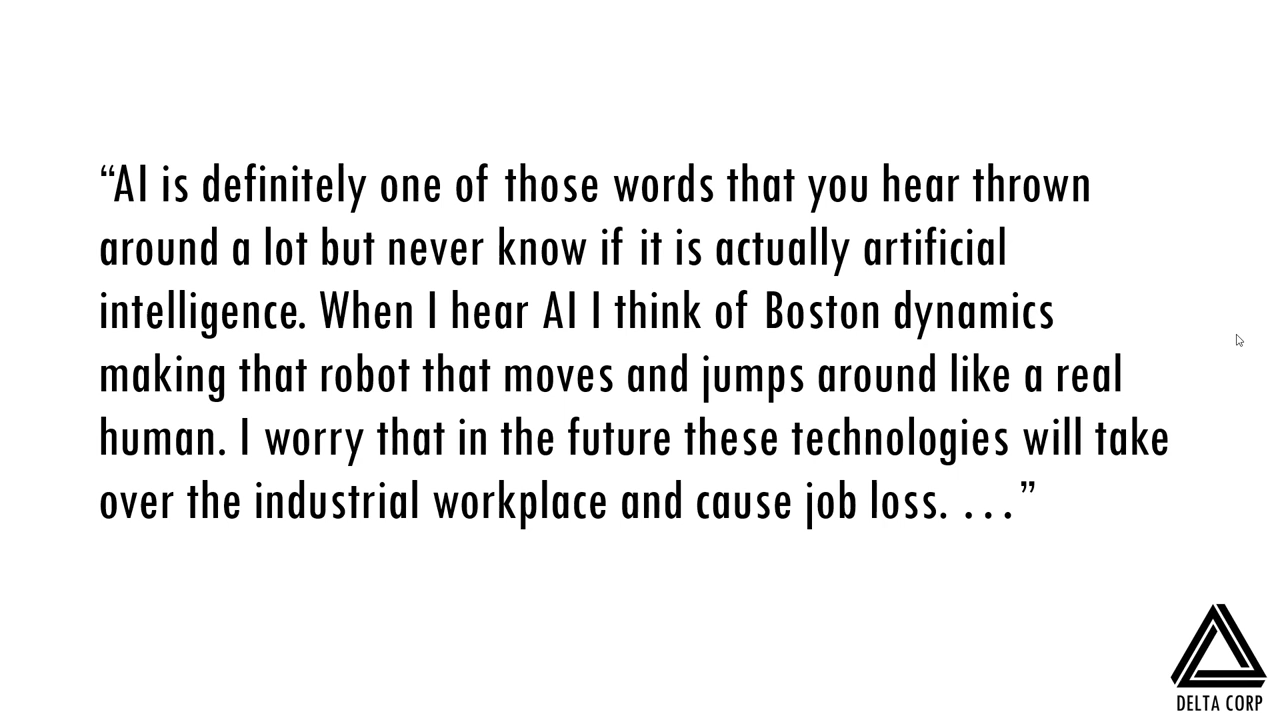 “AI is definitely one of those words that you hear thrown
around a lot but never know if it is actually artificial
intelligence. When I hear AI I think of Boston dynamics
making that robot that moves and jumps around like a real
human. I worry that in the future these technologies will take
over the industrial workplace and cause job loss. …”
DELTA CORP